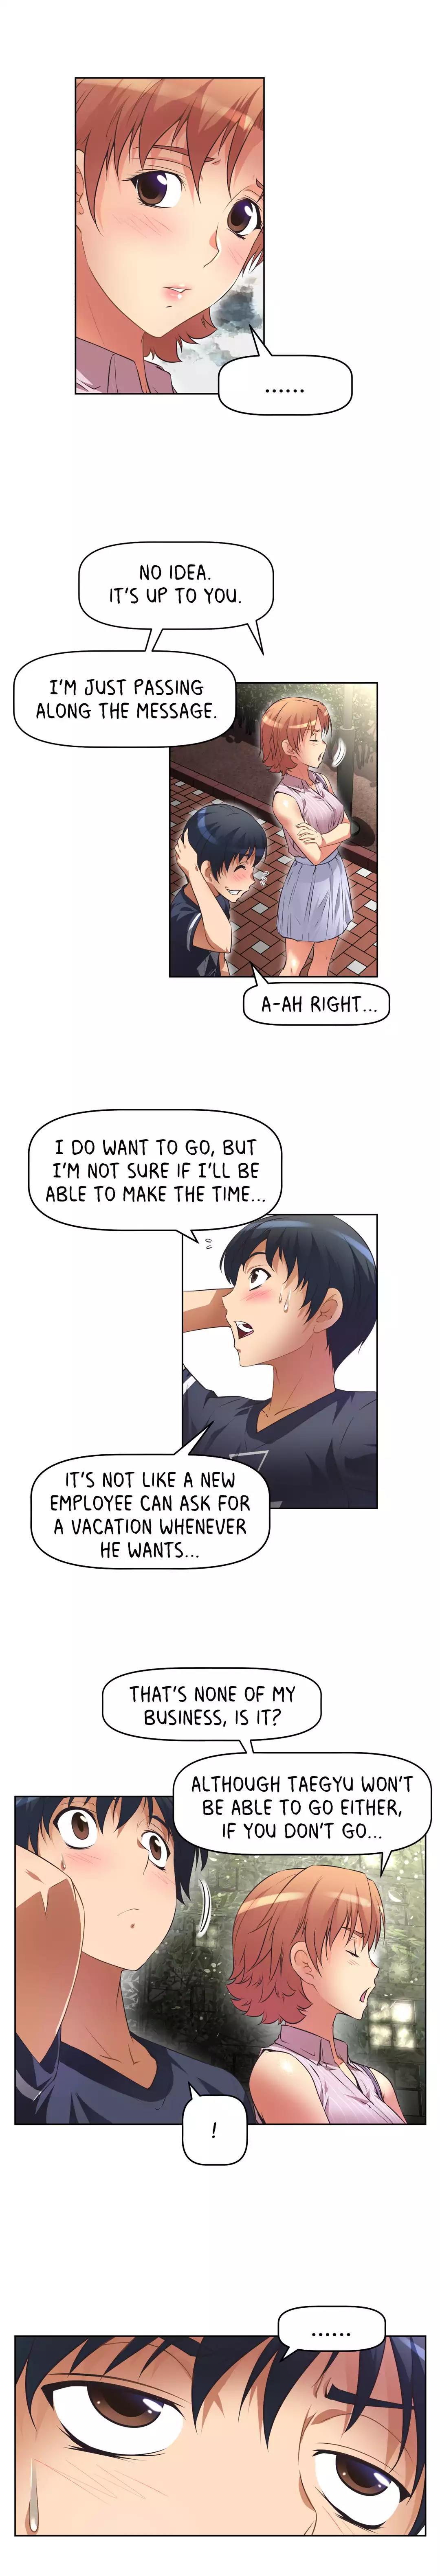 ......
NO IDEA.
IT'S UP TO YOU.
I'M JUST PASSING
ALONG THE MESSAGE.
A-AH RIGHT...
I DO WANT TO GO, BUT
I'M NOT SURE IF I'LL BE
ABLE TO MAKE THE TIME...
IT'S NOT LIKE A NEW
EMPLOYEE CAN ASK FOR
A VACATION WHENEVER
HE WANTS...
THAT'S NONE OF MY
BUSINESS, IS IT?
ALTHOUGH TAEGYU WON'T
BE ABLE TO GO EITHER,
IF YOU DON'T GO...
!
......